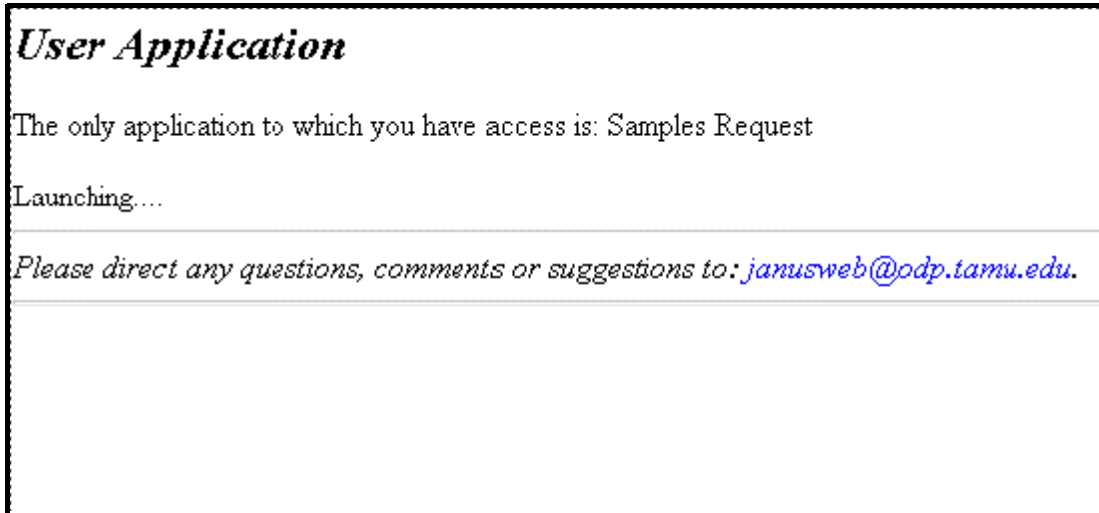 User Application
The only application to which you have access is: Samples Request
Launching....
Please direct any questions, comments or suggestions to: janusweb@odp.tamu.edu.